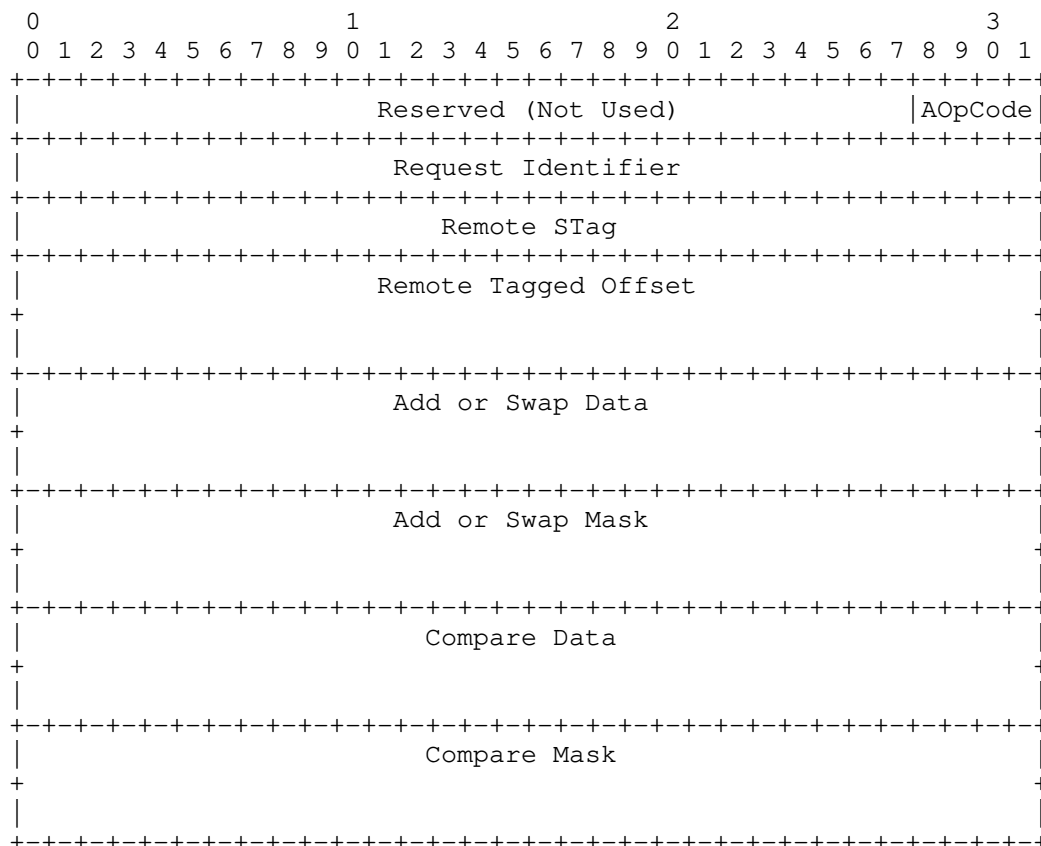 0                   1                   2                   3
 0 1 2 3 4 5 6 7 8 9 0 1 2 3 4 5 6 7 8 9 0 1 2 3 4 5 6 7 8 9 0 1
+-+-+-+-+-+-+-+-+-+-+-+-+-+-+-+-+-+-+-+-+-+-+-+-+-+-+-+-+-+-+-+-+
|                      Reserved (Not Used)              |AOpCode|
+-+-+-+-+-+-+-+-+-+-+-+-+-+-+-+-+-+-+-+-+-+-+-+-+-+-+-+-+-+-+-+-+
|                       Request Identifier                      |
+-+-+-+-+-+-+-+-+-+-+-+-+-+-+-+-+-+-+-+-+-+-+-+-+-+-+-+-+-+-+-+-+
|                          Remote STag                          |
+-+-+-+-+-+-+-+-+-+-+-+-+-+-+-+-+-+-+-+-+-+-+-+-+-+-+-+-+-+-+-+-+
|                      Remote Tagged Offset                     |
+                                                               +
|                                                               |
+-+-+-+-+-+-+-+-+-+-+-+-+-+-+-+-+-+-+-+-+-+-+-+-+-+-+-+-+-+-+-+-+
|                       Add or Swap Data                        |
+                                                               +
|                                                               |
+-+-+-+-+-+-+-+-+-+-+-+-+-+-+-+-+-+-+-+-+-+-+-+-+-+-+-+-+-+-+-+-+
|                       Add or Swap Mask                        |
+                                                               +
|                                                               |
+-+-+-+-+-+-+-+-+-+-+-+-+-+-+-+-+-+-+-+-+-+-+-+-+-+-+-+-+-+-+-+-+
|                         Compare Data                          |
+                                                               +
|                                                               |
+-+-+-+-+-+-+-+-+-+-+-+-+-+-+-+-+-+-+-+-+-+-+-+-+-+-+-+-+-+-+-+-+
|                         Compare Mask                          |
+                                                               +
|                                                               |
+-+-+-+-+-+-+-+-+-+-+-+-+-+-+-+-+-+-+-+-+-+-+-+-+-+-+-+-+-+-+-+-+